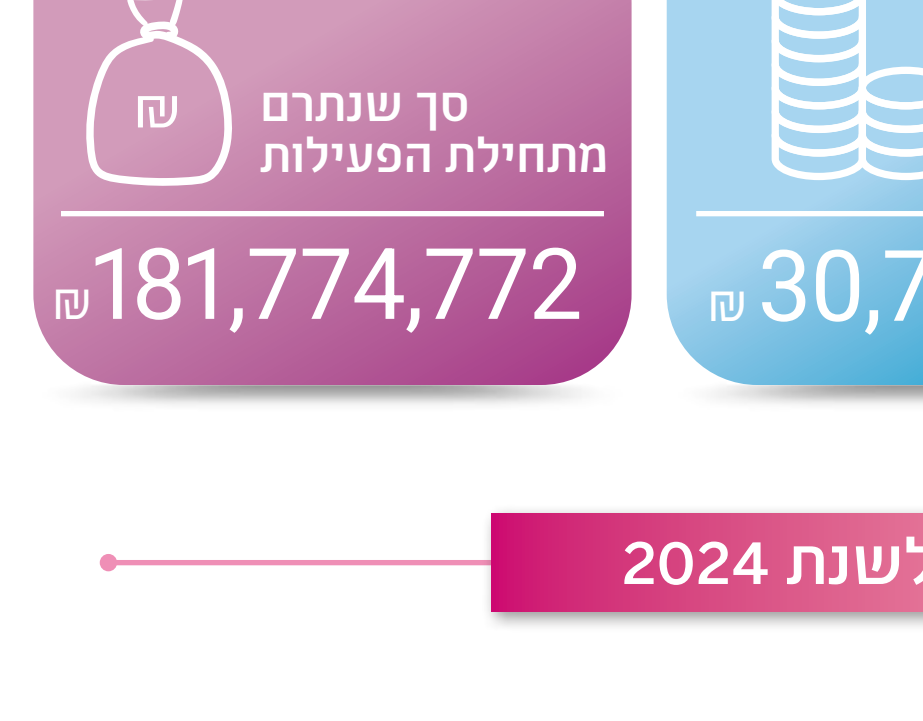 ₪
סך שנתרם
מתחילת הפעילות
₪181,774,772
₪ 30,7
לשנת 2024